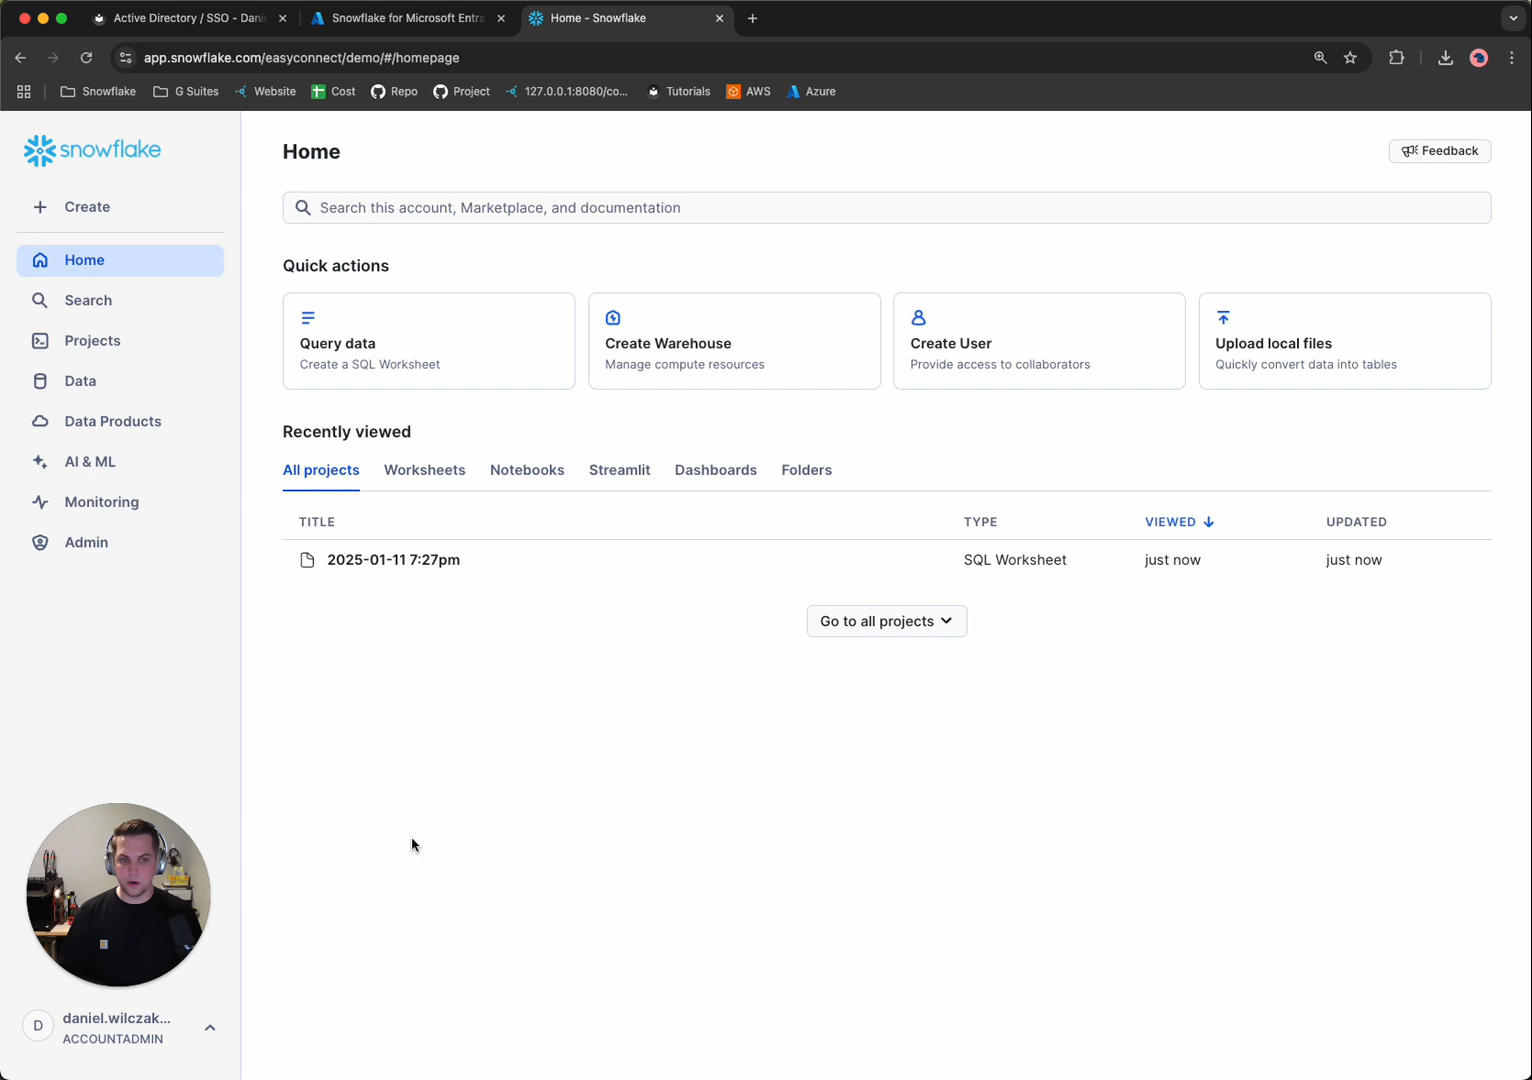 Active Directory / SSO - Dani
Snowflake for Microsoft Entra
Home - Snowflake
app.snowflake.com/easyconnect/demo/#/homepage
Snowflake
G Suites
Website
Cost
Repo
Project
127.0.0.1:8080/co...
Tutorials
AWS
Azure
snowflake
Home
Feedback
Create
Search this account, Marketplace, and documentation
Home
Search
Projects
Data
Data Products
AI & ML
Monitoring
Admin
Quick actions
Query data
Create a SQL Worksheet
Create Warehouse
Manage compute resources
Create User
Provide access to collaborators
Upload local files
Quickly convert data into tables
Recently viewed
All projects
Worksheets
Notebooks
Streamlit
Dashboards
Folders
TITLE
TYPE
VIEWED
UPDATED
2025-01-11 7:27pm
SQL Worksheet
just now
just now
Go to all projects
D
daniel.wilczak...
ACCOUNTADMIN